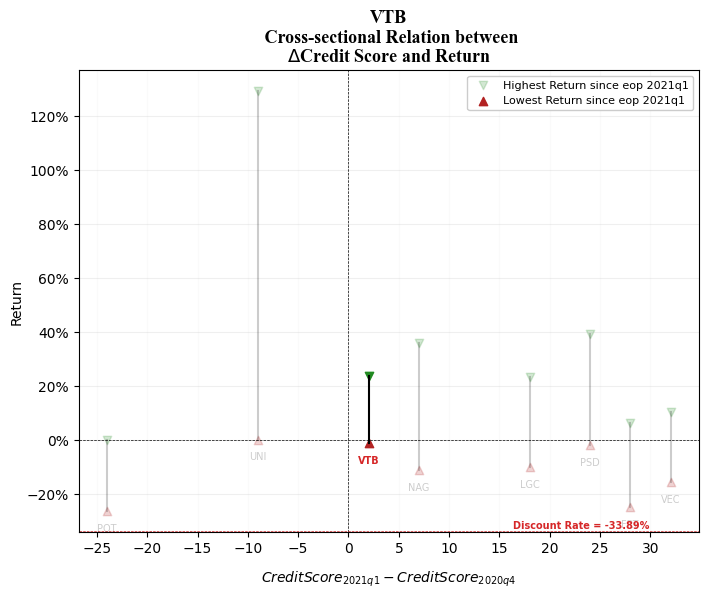 VTB
Cross-sectional Relation between
ΔCredit Score and Return
Highest Return since eop 2021q1
Lowest Return since eop 2021q1
Return
120%
100%
80%
60%
40%
20%
0%
−20%
POT
UNI
VTB
NAG
LGC
PSD
VEC
Discount Rate = -33.89%
−25 −20 −15 −10 −5 0 5 10 15 20 25 30
CreditScore2021q1 − CreditScore2020q4